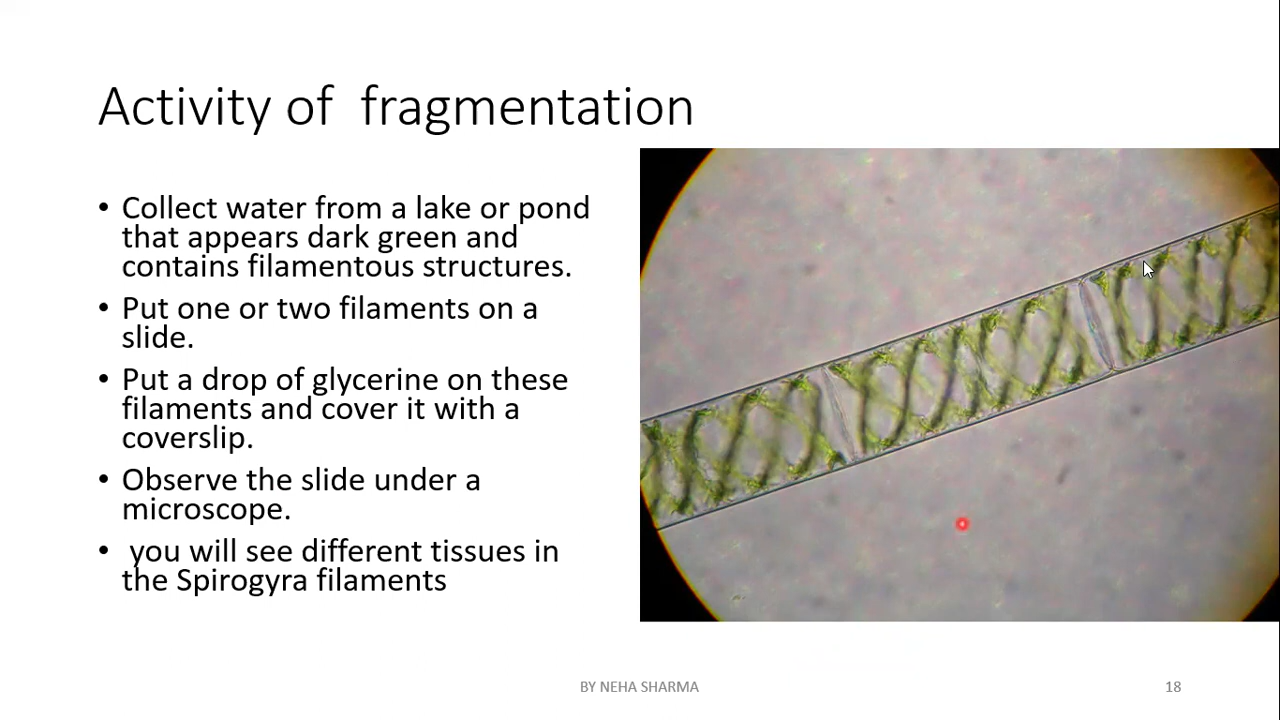 Activity of  fragmentation
• Collect water from a lake or pond
that appears dark green and
contains filamentous structures.
• Put one or two filaments on a
slide.
• Put a drop of glycerine on these
filaments and cover it with a
coverslip.
• Observe the slide under a
microscope.
•  you will see different tissues in
the Spirogyra filaments
BY NEHA SHARMA
18